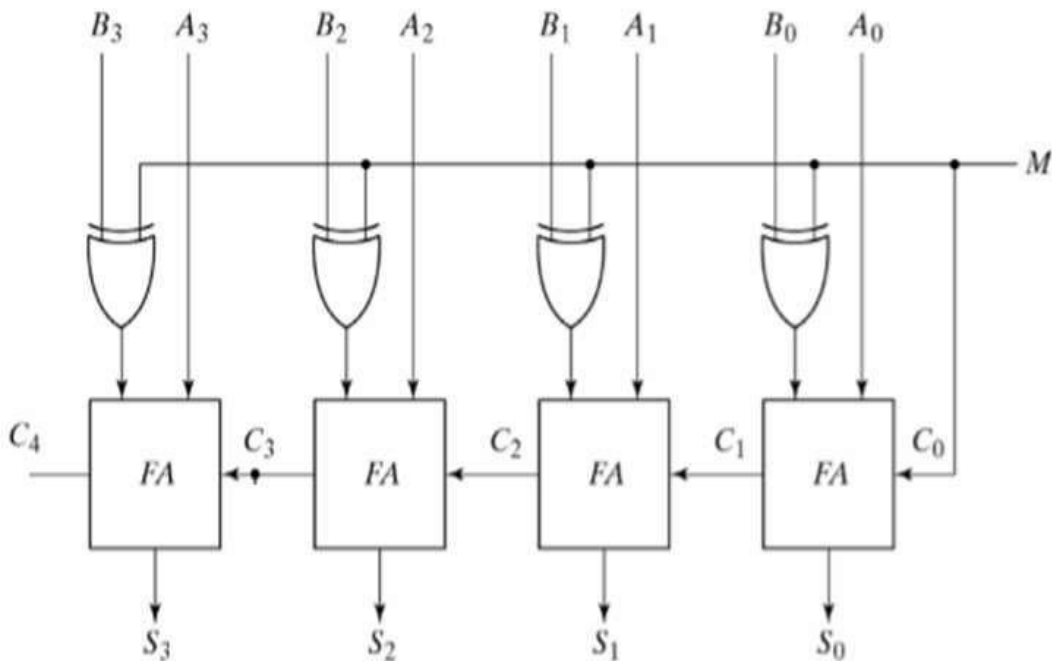 B₃ A₃ B₂ A₂ B₁ A₁ B₀ A₀
M
C₄ FA C₃ FA C₂ FA C₁ FA C₀
S₃ S₂ S₁ S₀